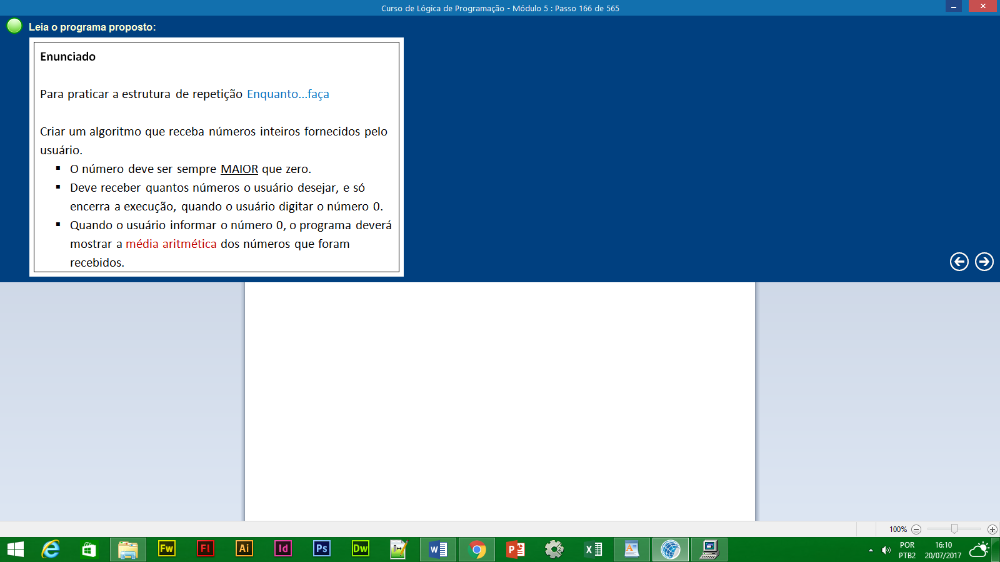 Curso de Lógica de Programação - Módulo 5 : Passo 166 de 565
Leia o programa proposto:
Enunciado
Para praticar a estrutura de repetição Enquanto...faça
Criar um algoritmo que receba números inteiros fornecidos pelo
usuário.
▪ O número deve ser sempre MAIOR que zero.
▪ Deve receber quantos números o usuário desejar, e só
encerra a execução, quando o usuário digitar o número 0.
▪ Quando o usuário informar o número 0, o programa deverá
mostrar a média aritmética dos números que foram
recebidos.
100%
Fw Fl Ai Id Ps Dw
POR 16:10
PTB2 20/07/2017